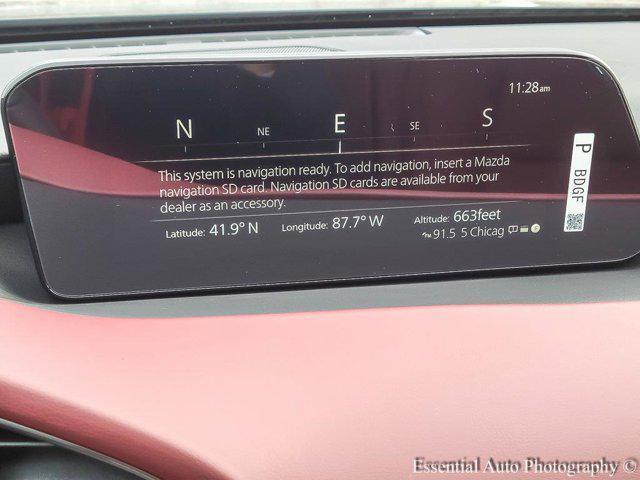 11:28am
N NE E SE S
This system is navigation ready. To add navigation, insert a Mazda
navigation SD card. Navigation SD cards are available from your
dealer as an accessory.
Latitude: 41.9° N Longitude: 87.7° W Altitude: 663feet
FM 91.5 5 Chicag
P BDGF
Essential Auto Photography ©